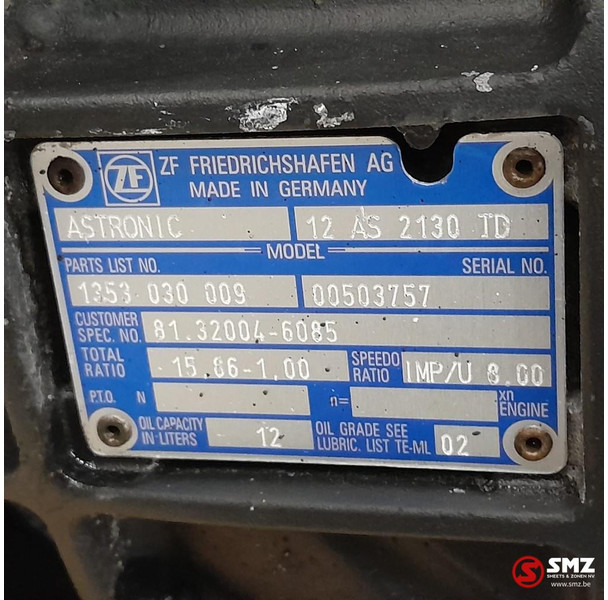 ZF ZF FRIEDRICHSHAFEN AG
MADE IN GERMANY
ASTRONIC 12 AS 2130 TD
MODEL
PARTS LIST NO. SERIAL NO.
1353 030 009 00503757
CUSTOMER
SPEC. NO. 81.32004-6085
TOTAL
RATIO 15.86-1.00 SPEEDO
RATIO IMP/U 8.00
P.T.O. N n= xn
ENGINE
OIL CAPACITY
IN-LITERS 12 OIL GRADE SEE
LUBRIC. LIST TE-ML 02
SMZ
SHEETS & ZONEN NV
www.smz.be